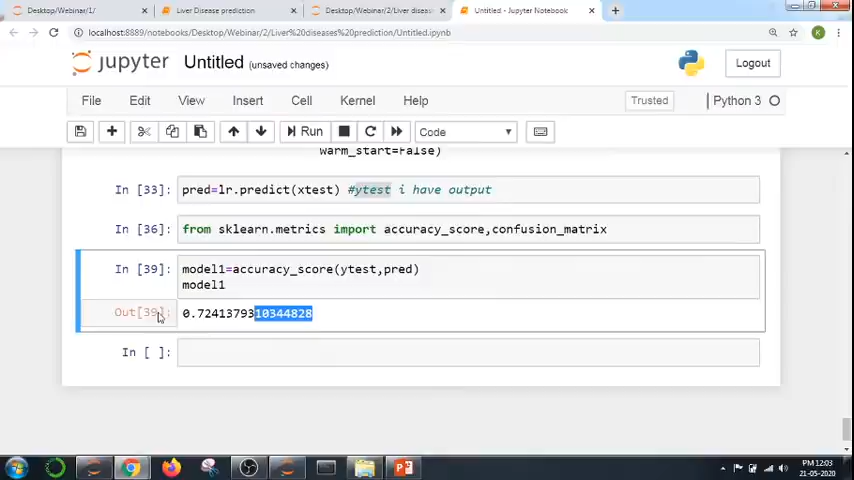 Desktop/Webinar/1/ × Liver Disease prediction × Desktop/Webinar/2/Liver diseas × Untitled - Jupyter Notebook ×
localhost:8889/notebooks/Desktop/Webinar/2/Liver%20diseases%20prediction/Untitled.ipynb
jupyter Untitled (unsaved changes) Logout
File Edit View Insert Cell Kernel Help Trusted Python 3
Run Code
warm_start=False)
In [33]: pred=lr.predict(xtest) #ytest i have output
In [36]: from sklearn.metrics import accuracy_score,confusion_matrix
In [39]: model1=accuracy_score(ytest,pred)
model1
Out[39]: 0.7241379310344828
In [ ]:
PM 12:03
21-05-2020